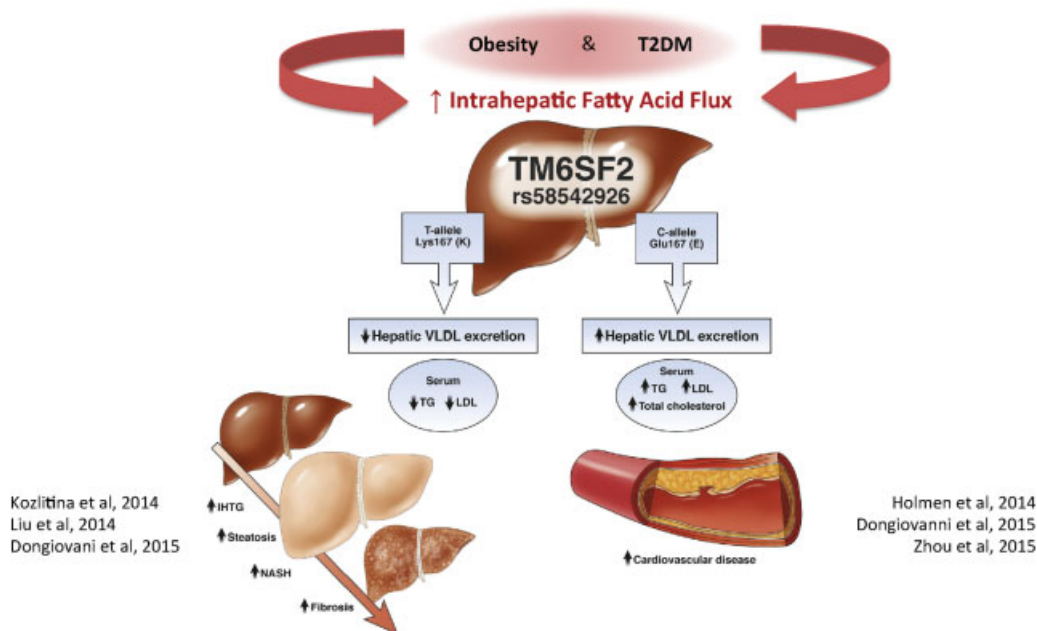 Obesity & T2DM
↑ Intrahepatic Fatty Acid Flux
TM6SF2
rs58542926
T-allele
Lys167 (K)
C-allele
Glu167 (E)
↓Hepatic VLDL excretion
↑Hepatic VLDL excretion
Serum
↓TG ↓LDL
Serum
↑TG ↑LDL
↑Total cholesterol
Kozlitina et al, 2014
Liu et al, 2014
Dongiovani et al, 2015
↑IHTG
↑Steatosis
↑NASH
↑Fibrosis
↑Cardiovascular disease
Holmen et al, 2014
Dongiovanni et al, 2015
Zhou et al, 2015